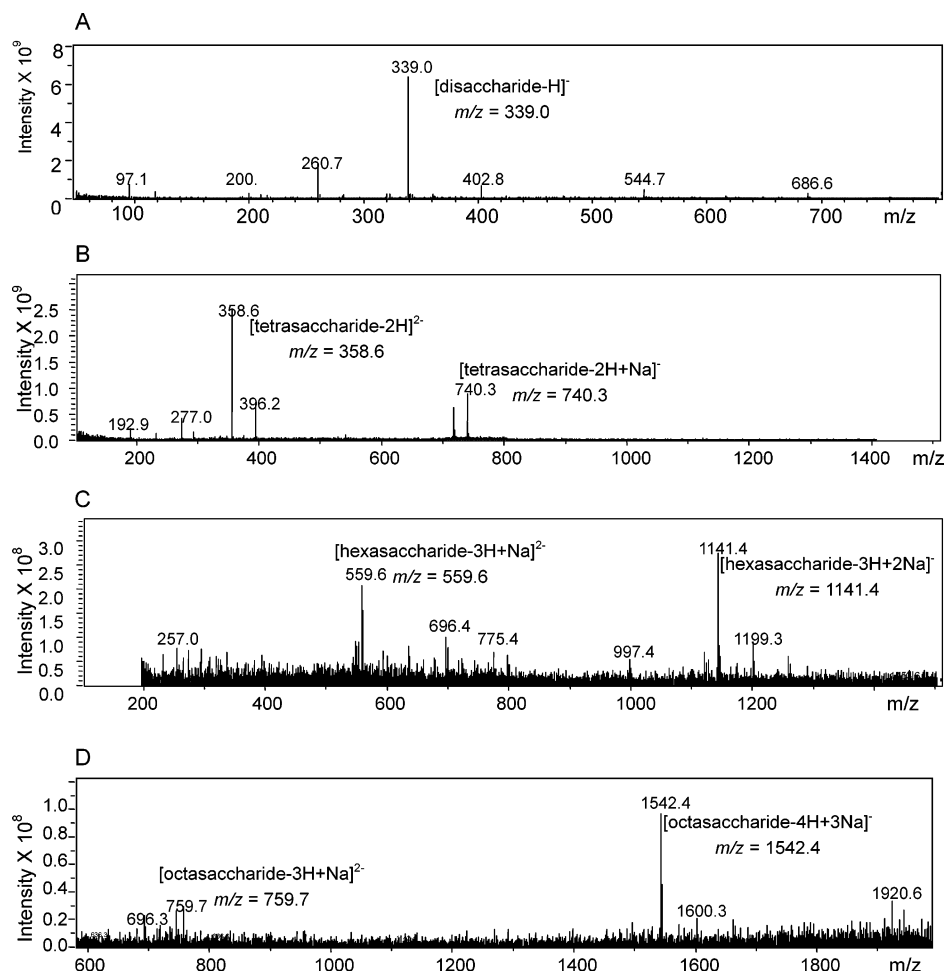 A
Intensity X 10⁹
8
6
4
2
0
339.0
[disaccharide-H]⁻
m/z = 339.0
97.1
200.
260.7
402.8
544.7
686.6
100 200 300 400 500 600 700 m/z
B
Intensity X 10⁹
2.5
2.0
1.5
1.0
0.5
0.0
358.6
[tetrasaccharide-2H]²⁻
m/z = 358.6
[tetrasaccharide-2H+Na]⁻
740.3
m/z = 740.3
192.9
277.0
396.2
200 400 600 800 1000 1200 1400 m/z
C
Intensity X 10⁸
3.0
2.5
2.0
1.5
1.0
0.5
0.0
[hexasaccharide-3H+Na]²⁻
559.6
m/z = 559.6
1141.4
[hexasaccharide-3H+2Na]⁻
m/z = 1141.4
257.0
696.4
775.4
997.4
1199.3
200 400 600 800 1000 1200 m/z
D
Intensity X 10⁸
1.0
0.8
0.6
0.4
0.2
0.0
1542.4
[octasaccharide-4H+3Na]⁻
m/z = 1542.4
[octasaccharide-3H+Na]²⁻
m/z = 759.7
696.3
759.7
1600.3
1920.6
600 800 1000 1200 1400 1600 1800 m/z